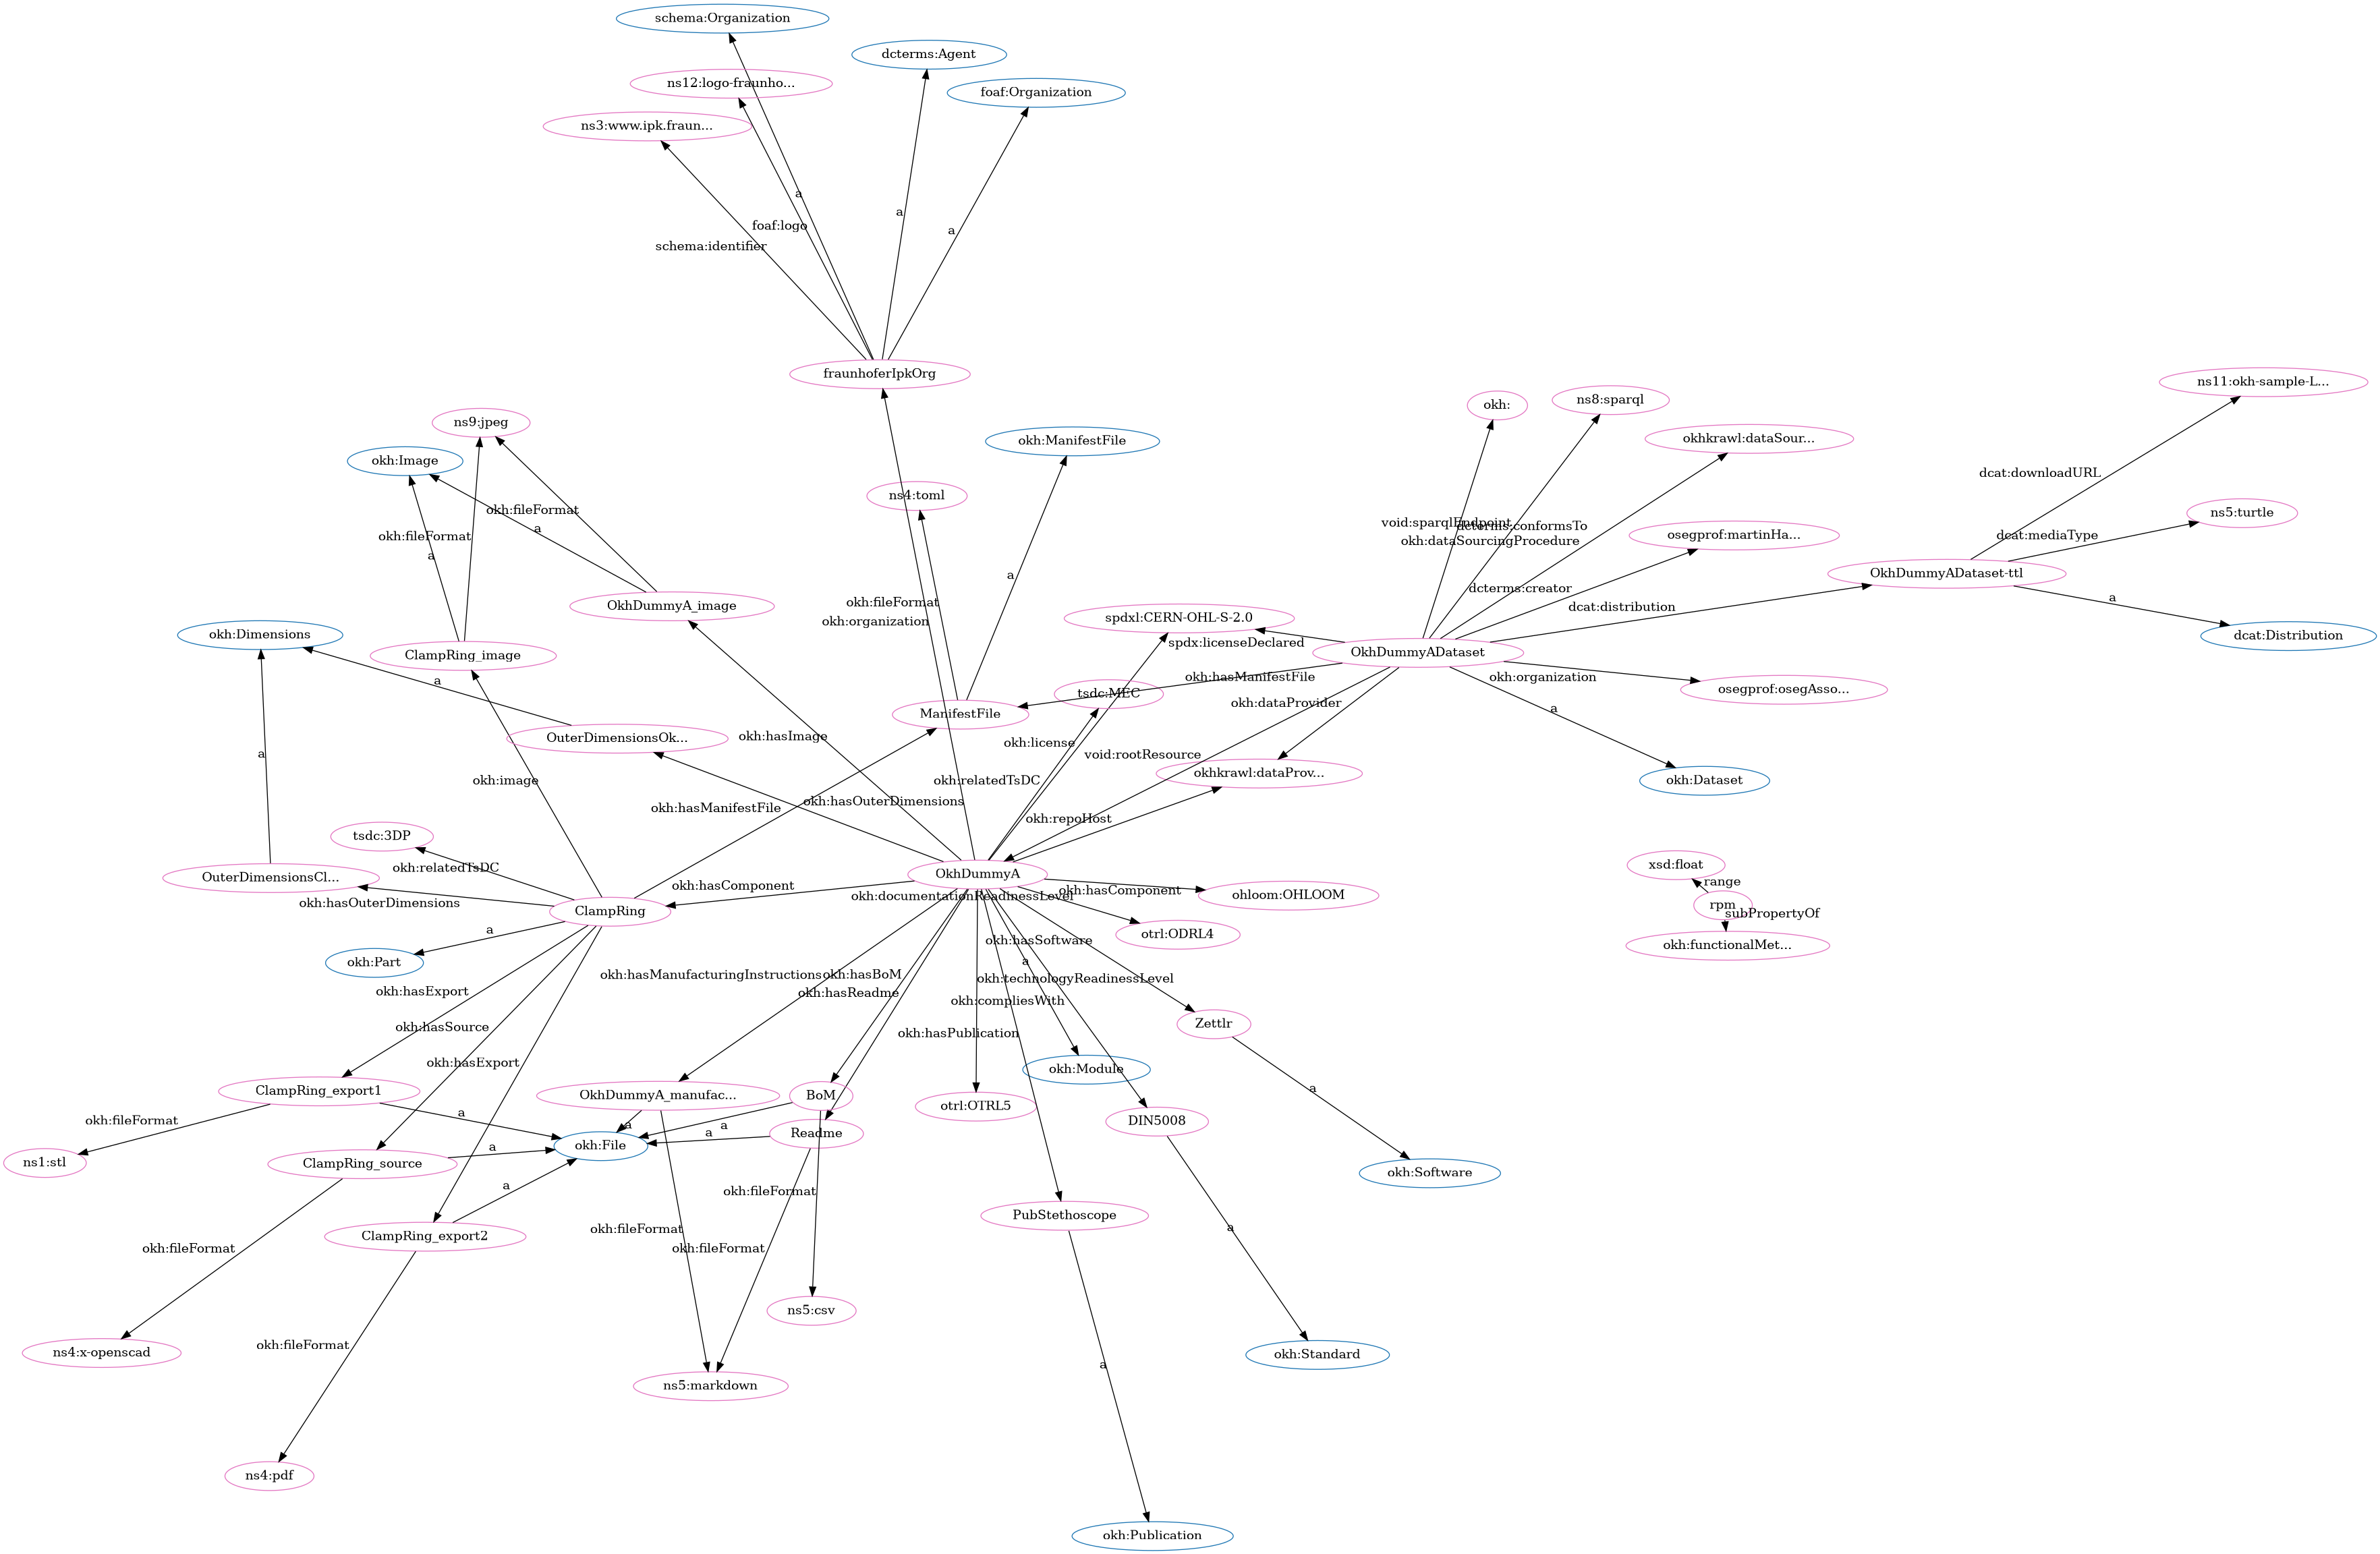 schema:Organization
dcterms:Agent
ns12:logo-fraunho...
foaf:Organization
ns3:www.ipk.fraun...
a
a
foaf:logo
a
schema:identifier
fraunhoferIpkOrg
ns11:okh-sample-L...
ns8:sparql
okh:
ns9:jpeg
okhkrawl:dataSour...
okh:ManifestFile
okh:Image
dcat:downloadURL
ns4:toml
okh:fileFormat
ns5:turtle
void:sparqlEndpoint
dcterms:conformsTo
a
okh:fileFormat
osegprof:martinHa...
dcat:mediaType
okh:dataSourcingProcedure
a
OkhDummyADataset-ttl
a
dcterms:creator
a
okh:fileFormat
OkhDummyA_image
dcat:distribution
spdxl:CERN-OHL-S-2.0
okh:organization
okh:Dimensions
dcat:Distribution
spdx:licenseDeclared
OkhDummyADataset
ClampRing_image
okh:hasManifestFile
okh:organization
a
osegprof:osegAsso...
tsdc:MEC
okh:dataProvider
a
ManifestFile
okh:hasImage
OuterDimensionsOk...
okh:license
a
void:rootResource
okhkrawl:dataProv...
okh:image
okh:relatedTsDC
okh:Dataset
okh:hasOuterDimensions
okh:hasManifestFile
okh:repoHost
tsdc:3DP
xsd:float
okh:relatedTsDC
OkhDummyA
OuterDimensionsCl...
range
okh:hasComponent
okh:hasComponent
ohloom:OHLOOM
okh:documentationReadinessLevel
okh:hasOuterDimensions
rpm
ClampRing
subPropertyOf
a
otrl:ODRL4
okh:hasSoftware
okh:functionalMet...
okh:Part
a
okh:hasManufacturingInstructions
okh:hasBoM
okh:technologyReadinessLevel
okh:hasExport
okh:hasReadme
okh:compliesWith
Zettlr
okh:hasSource
okh:hasPublication
okh:hasExport
okh:Module
ClampRing_export1
a
OkhDummyA_manufac...
BoM
otrl:OTRL5
a
okh:fileFormat
DIN5008
a
a
a
Readme
okh:File
a
ns1:stl
ClampRing_source
okh:Software
a
okh:fileFormat
PubStethoscope
okh:fileFormat
a
ClampRing_export2
okh:fileFormat
okh:fileFormat
ns5:csv
okh:fileFormat
ns4:x-openscad
okh:Standard
a
ns5:markdown
ns4:pdf
okh:Publication